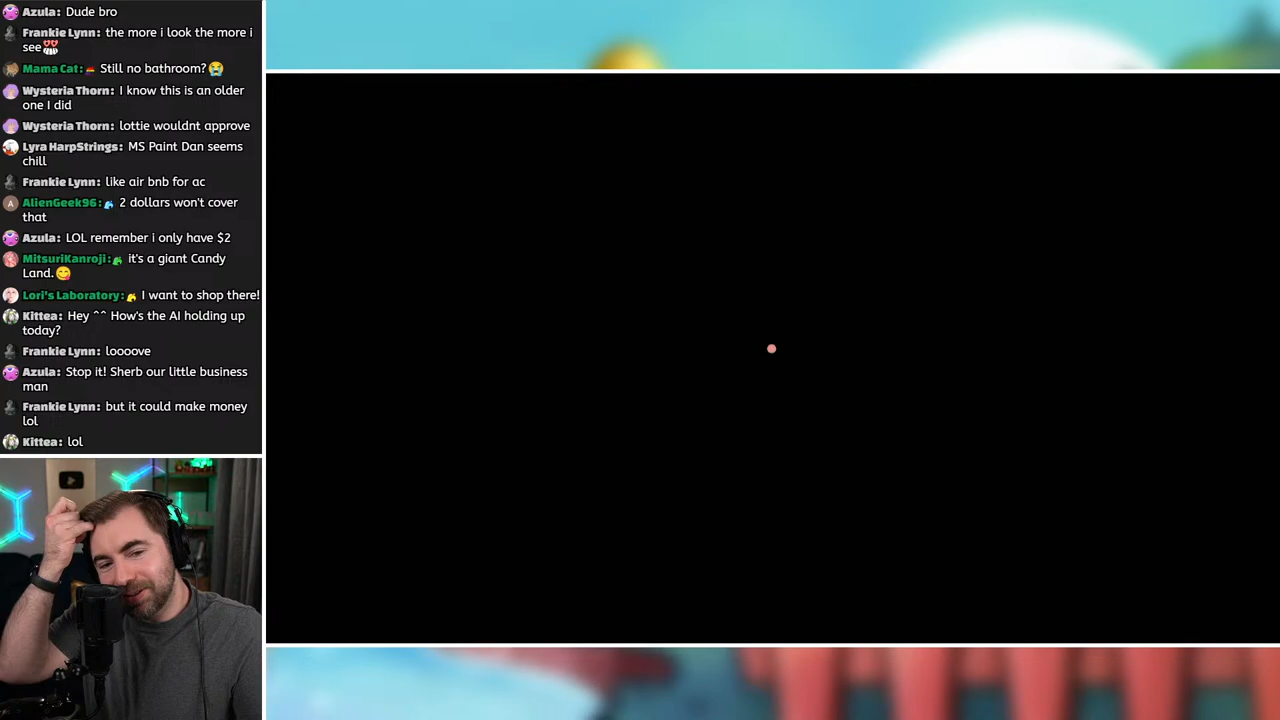 Azula: Dude bro
Frankie Lynn: the more i look the more i
see
Mama Cat: Still no bathroom?😭
Wysteria Thorn: I know this is an older
one I did
Wysteria Thorn: lottie wouldnt approve
Lyra HarpStrings: MS Paint Dan seems
chill
Frankie Lynn: like air bnb for ac
A AlienGeek96: 2 dollars won't cover
that
Azula: LOL remember i only have $2
MitsuriKanroji: it's a giant Candy
Land.😋
Lori's Laboratory: I want to shop there!
Kittea: Hey ^^ How's the AI holding up
today?
Frankie Lynn: loooove
Azula: Stop it! Sherb our little business
man
Frankie Lynn: but it could make money
lol
Kittea: lol